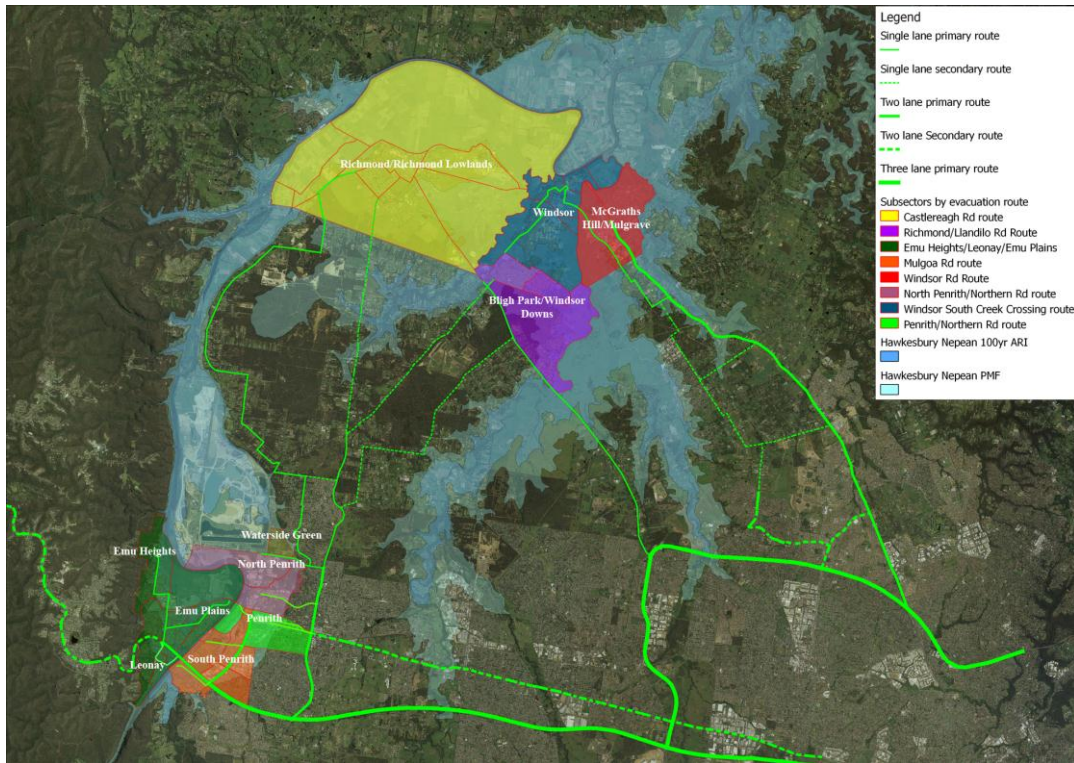 Legend
Single lane primary route
Single lane secondary route
Two lane primary route
Two lane Secondary route
Three lane primary route
Subsectors by evacuation route
Castlereagh Rd route
Richmond/Llandilo Rd Route
Emu Heights/Leonay/Emu Plains
Mulgoa Rd route
Windsor Rd Route
North Penrith/Northern Rd route
Windsor South Creek Crossing route
Penrith/Northern Rd route
Hawkesbury Nepean 100yr ARI
Hawkesbury Nepean PMF
Richmond/Richmond Lowlands
Windsor
McGraths
Hill/Mulgrave
Bligh Park/Windsor
Downs
Waterside Green
Emu Heights
North Penrith
Emu Plains
Penrith
Leonay
South Penrith